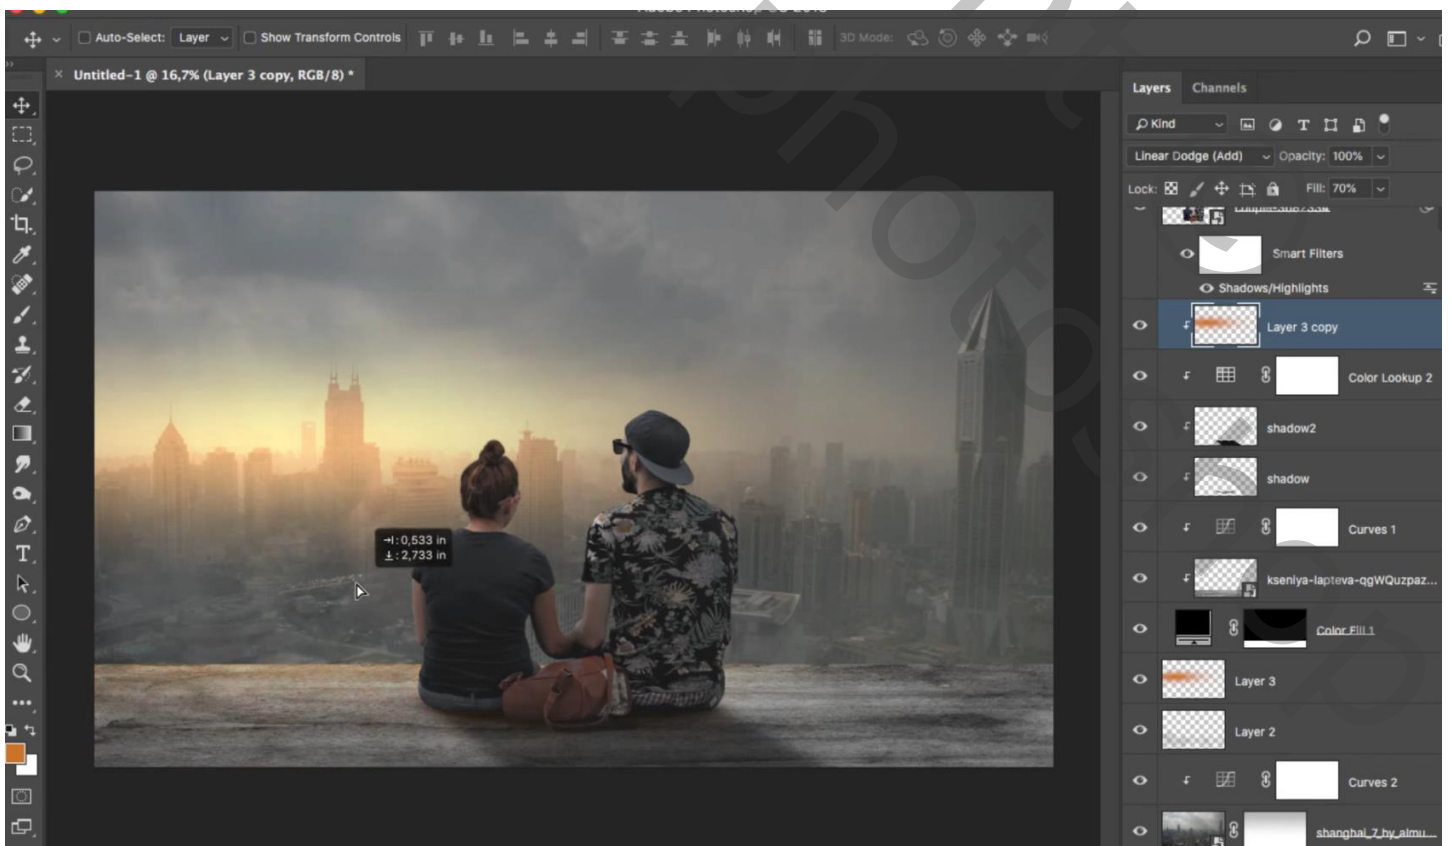 Auto-Select: Layer Show Transform Controls 3D Mode:
× Untitled-1 @ 16,7% (Layer 3 copy, RGB/8) *
Layers Channels
Kind
Linear Dodge (Add) Opacity: 100%
Lock: Fill: 70%
Smart Filters
Shadows/Highlights
Layer 3 copy
Color Lookup 2
shadow2
shadow
Curves 1
kseniya-lapteva-qgWQuzpaz...
Color Fill 1
Layer 3
Layer 2
Curves 2
shanghai_7_by_almu...
: 0,533 in
: 2,733 in
photoshop